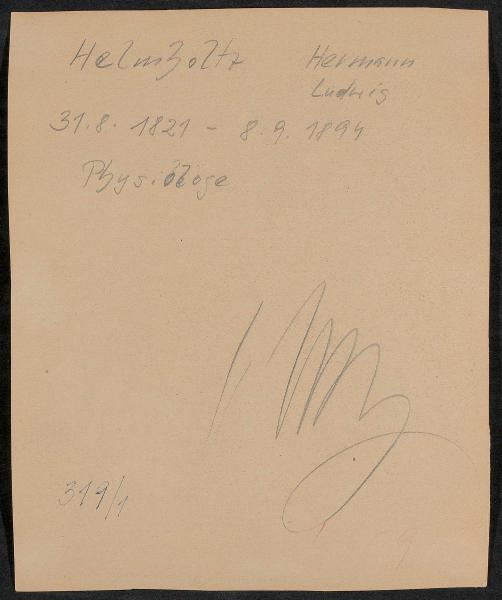 Helmholtz Hermann
Ludwig
31.8. 1821 - 8.9. 1894
Physiologe
319/1